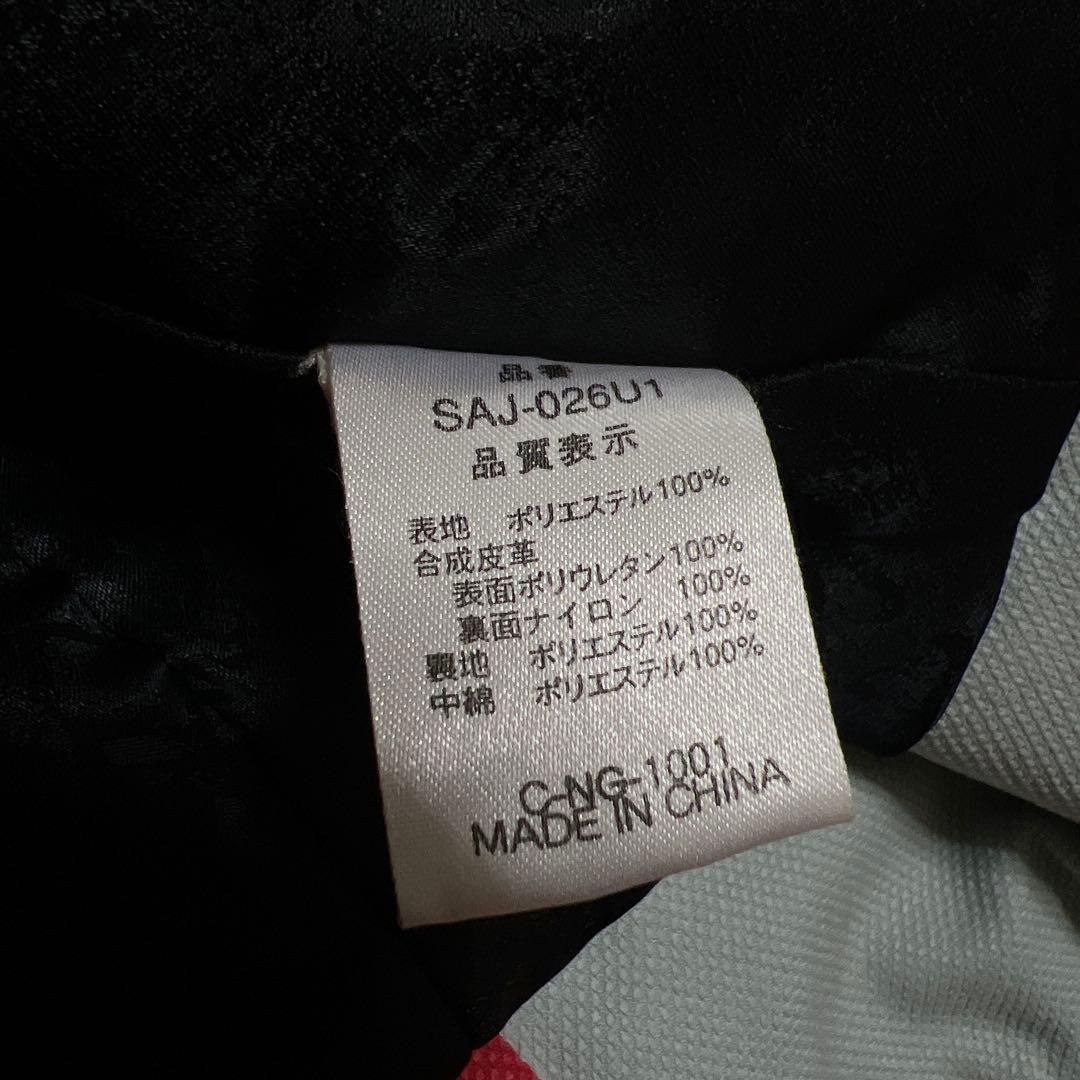 品番
SAJ-026U1
品質表示
表地 ポリエステル100%
合成皮革
表面ポリウレタン100%
裏面ナイロン 100%
裏地 ポリエステル100%
中綿 ポリエステル100%
C-NG-1001
MADE IN CHINA